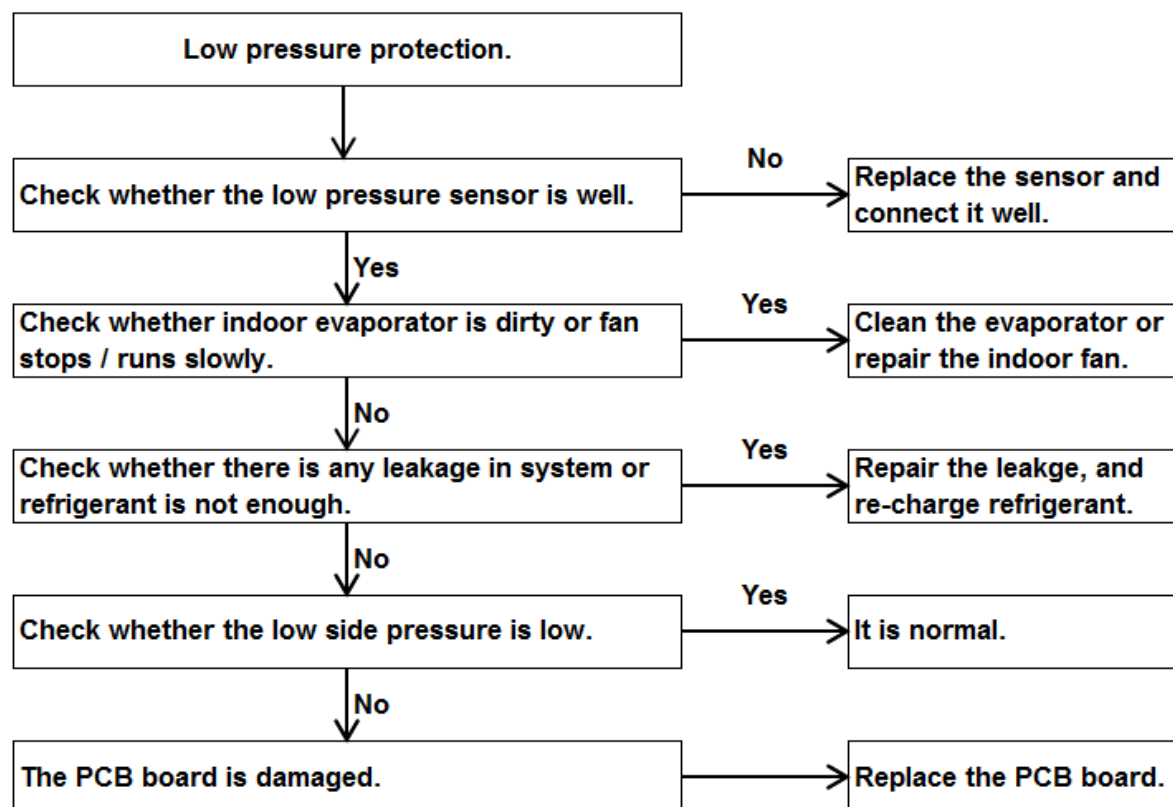 Low pressure protection.
No
Check whether the low pressure sensor is well.
Replace the sensor and
connect it well.
Yes
Check whether indoor evaporator is dirty or fan
stops / runs slowly.
Yes
Clean the evaporator or
repair the indoor fan.
No
Check whether there is any leakage in system or
refrigerant is not enough.
Yes
Repair the leakge, and
re-charge refrigerant.
No
Check whether the low side pressure is low.
Yes
It is normal.
No
The PCB board is damaged.
Replace the PCB board.